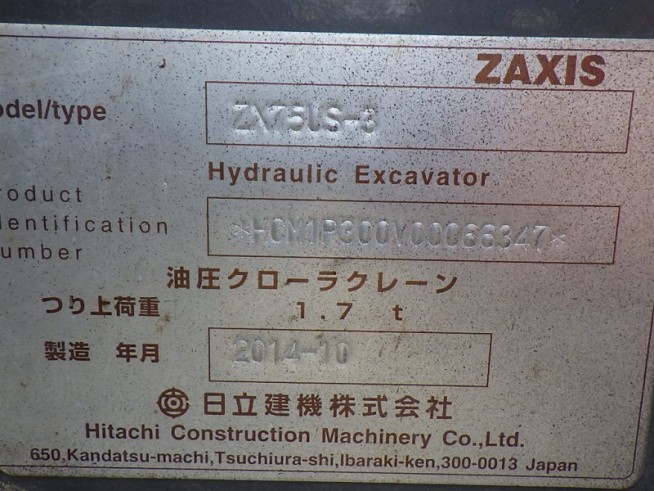 ZAXIS
odel/type ZX75US-3
Hydraulic Excavator
roduct
dentification
umber *HCM1PG00V00066347*
油圧クローラクレーン
つり上荷重 1.7 t
製造 年月 2014-10
日立建機株式会社
Hitachi Construction Machinery Co.,Ltd.
650,Kandatsu-machi,Tsuchiura-shi,Ibaraki-ken,300-0013 Japan